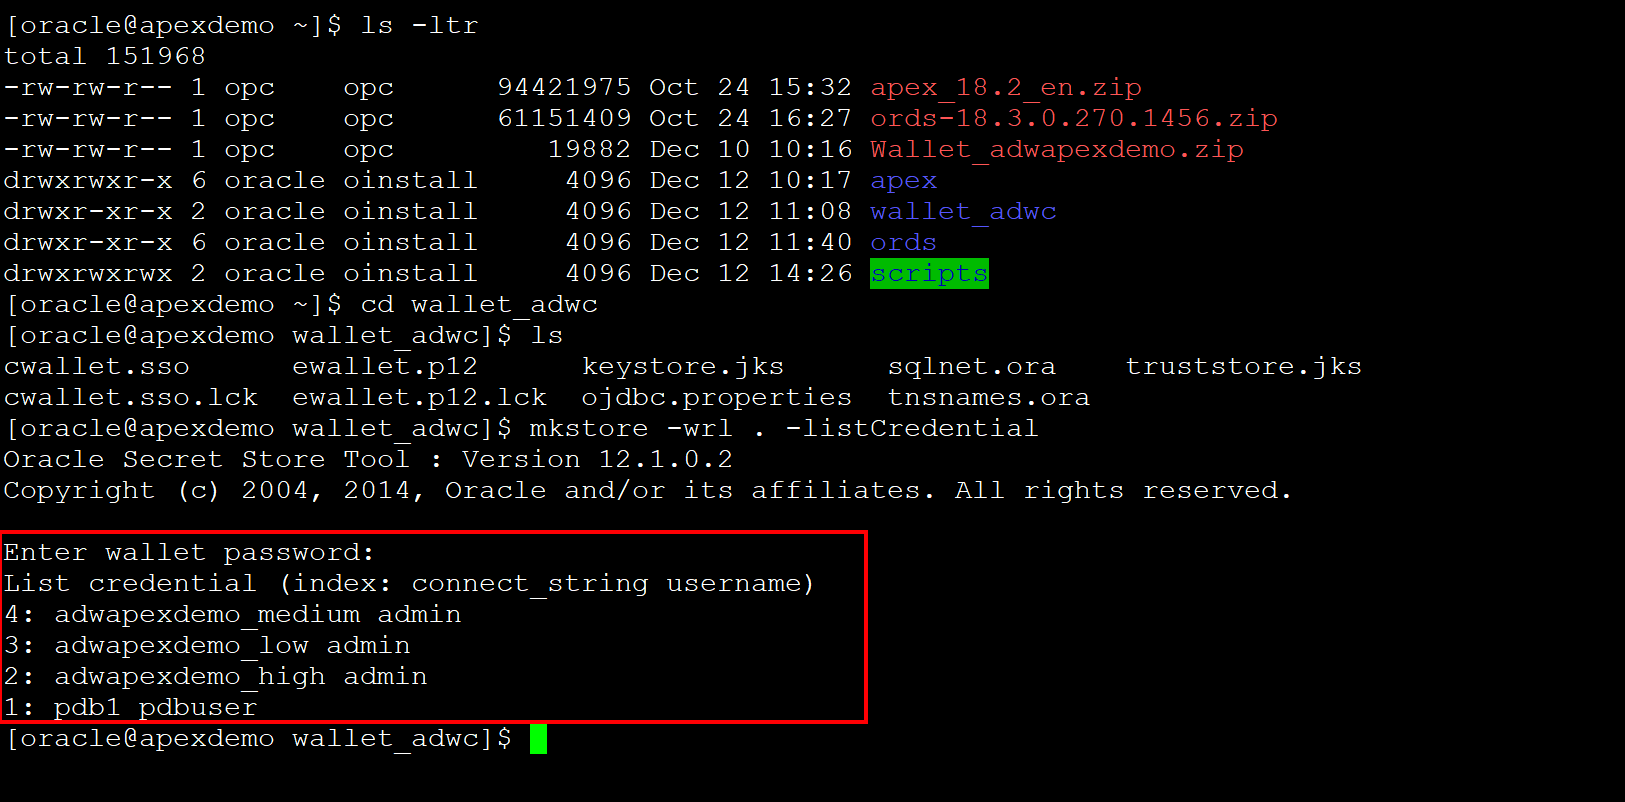 [oracle@apexdemo ~]$ ls -ltr
total 151968
-rw-rw-r-- 1 opc    opc      94421975 Oct 24 15:32 apex_18.2_en.zip
-rw-rw-r-- 1 opc    opc      61151409 Oct 24 16:27 ords-18.3.0.270.1456.zip
-rw-rw-r-- 1 opc    opc         19882 Dec 10 10:16 Wallet_adwapexdemo.zip
drwxrwxr-x 6 oracle oinstall     4096 Dec 12 10:17 apex
drwxr-xr-x 2 oracle oinstall     4096 Dec 12 11:08 wallet_adwc
drwxr-xr-x 6 oracle oinstall     4096 Dec 12 11:40 ords
drwxrwxrwx 2 oracle oinstall     4096 Dec 12 14:26 scripts
[oracle@apexdemo ~]$ cd wallet_adwc
[oracle@apexdemo wallet_adwc]$ ls
cwallet.sso      ewallet.p12      keystore.jks      sqlnet.ora    truststore.jks
cwallet.sso.lck  ewallet.p12.lck  ojdbc.properties  tnsnames.ora
[oracle@apexdemo wallet_adwc]$ mkstore -wrl . -listCredential
Oracle Secret Store Tool : Version 12.1.0.2
Copyright (c) 2004, 2014, Oracle and/or its affiliates. All rights reserved.
Enter wallet password:
List credential (index: connect_string username)
4: adwapexdemo_medium admin
3: adwapexdemo_low admin
2: adwapexdemo_high admin
1: pdb1 pdbuser
[oracle@apexdemo wallet_adwc]$